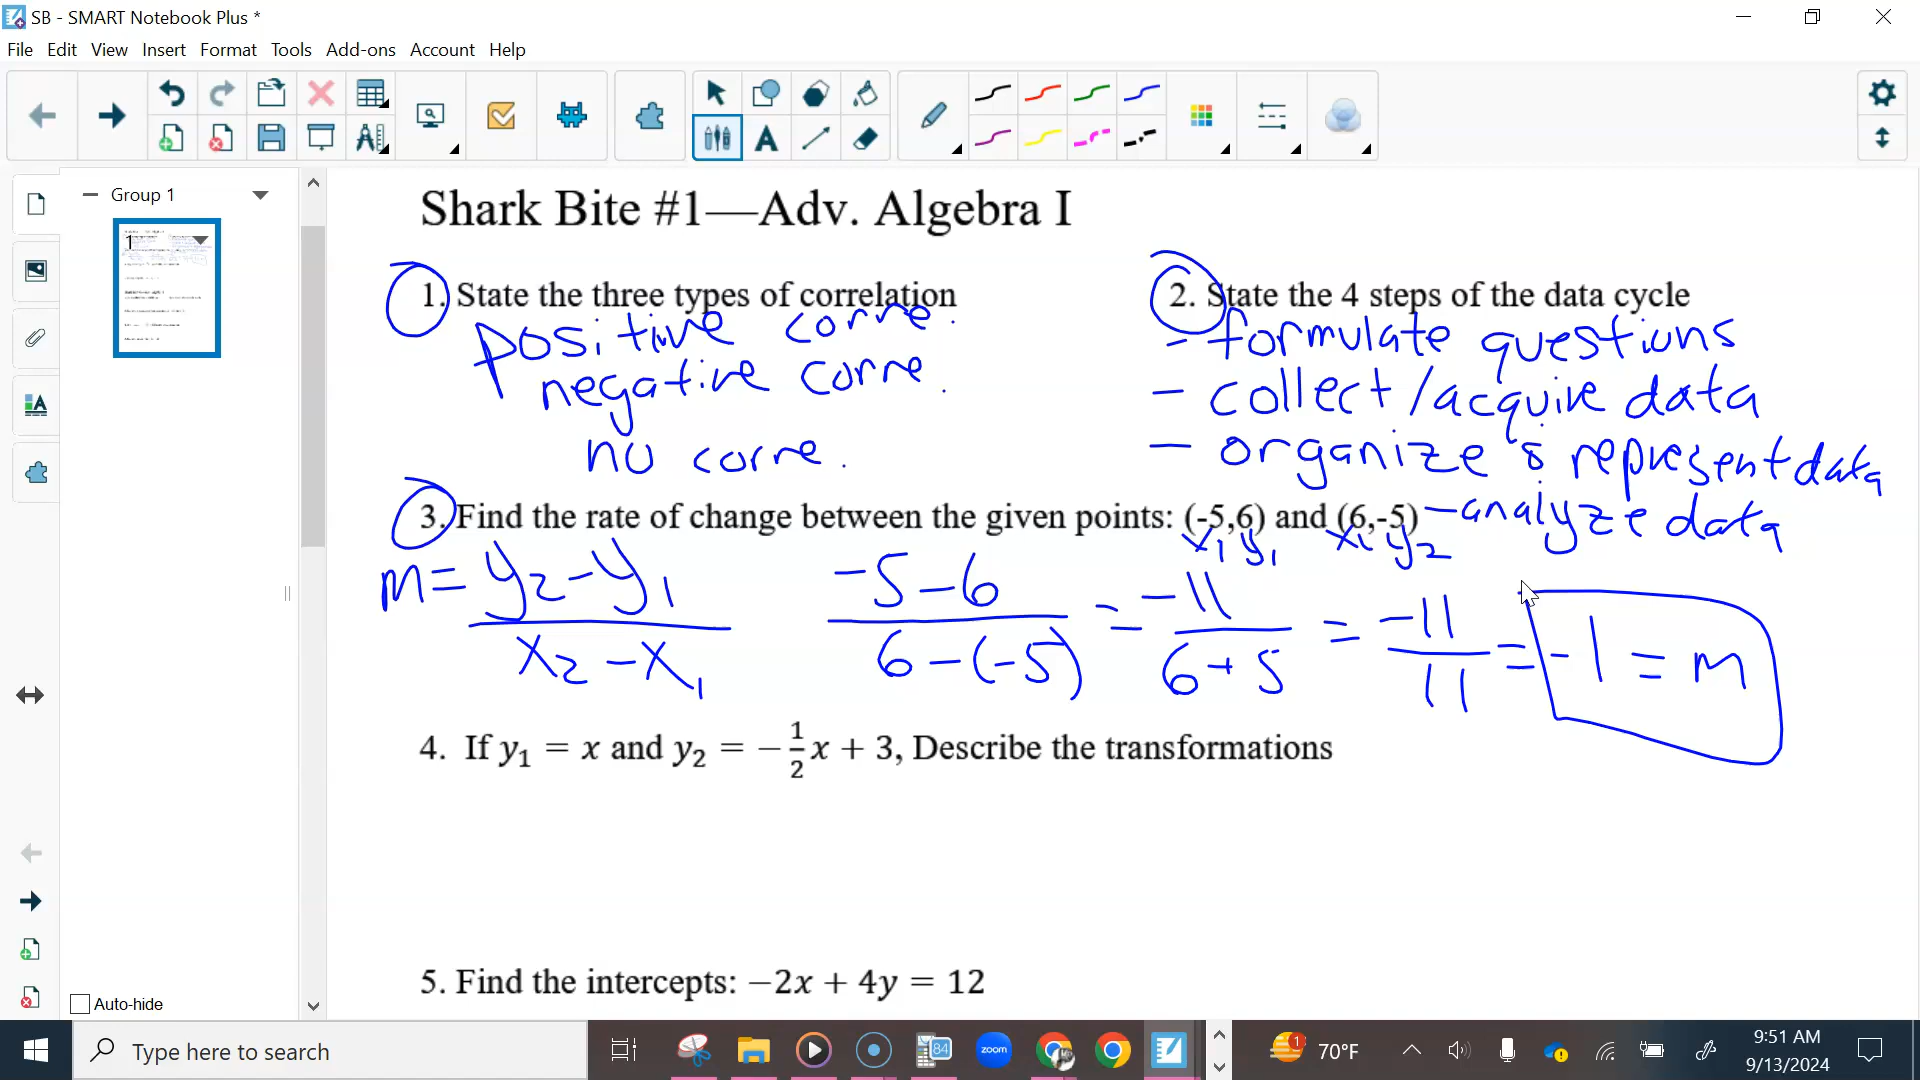 SB - SMART Notebook Plus *
File Edit View Insert Format Tools Add-ons Account Help
Group 1
1
Shark Bite #1—Adv. Algebra I
1. State the three types of correlation
positive corre.
negative corre.
no corre.
2. State the 4 steps of the data cycle
- formulate questions
- collect/acquire data
- organize & represent data
- analyze data
3. Find the rate of change between the given points: (-5,6) and (6,-5)
x₁ y₁ y₂
m = y₂ - y₁ / x₂ - x₁ -5 - 6 / 6 - (-5) = -11 / 6 + 5 = -11 / 11 = -1 = m
4. If y₁ = x and y₂ = −1/2x + 3, Describe the transformations
5. Find the intercepts: −2x + 4y = 12
Auto-hide
Type here to search
84
zoom
1
70°F
9:51 AM
9/13/2024